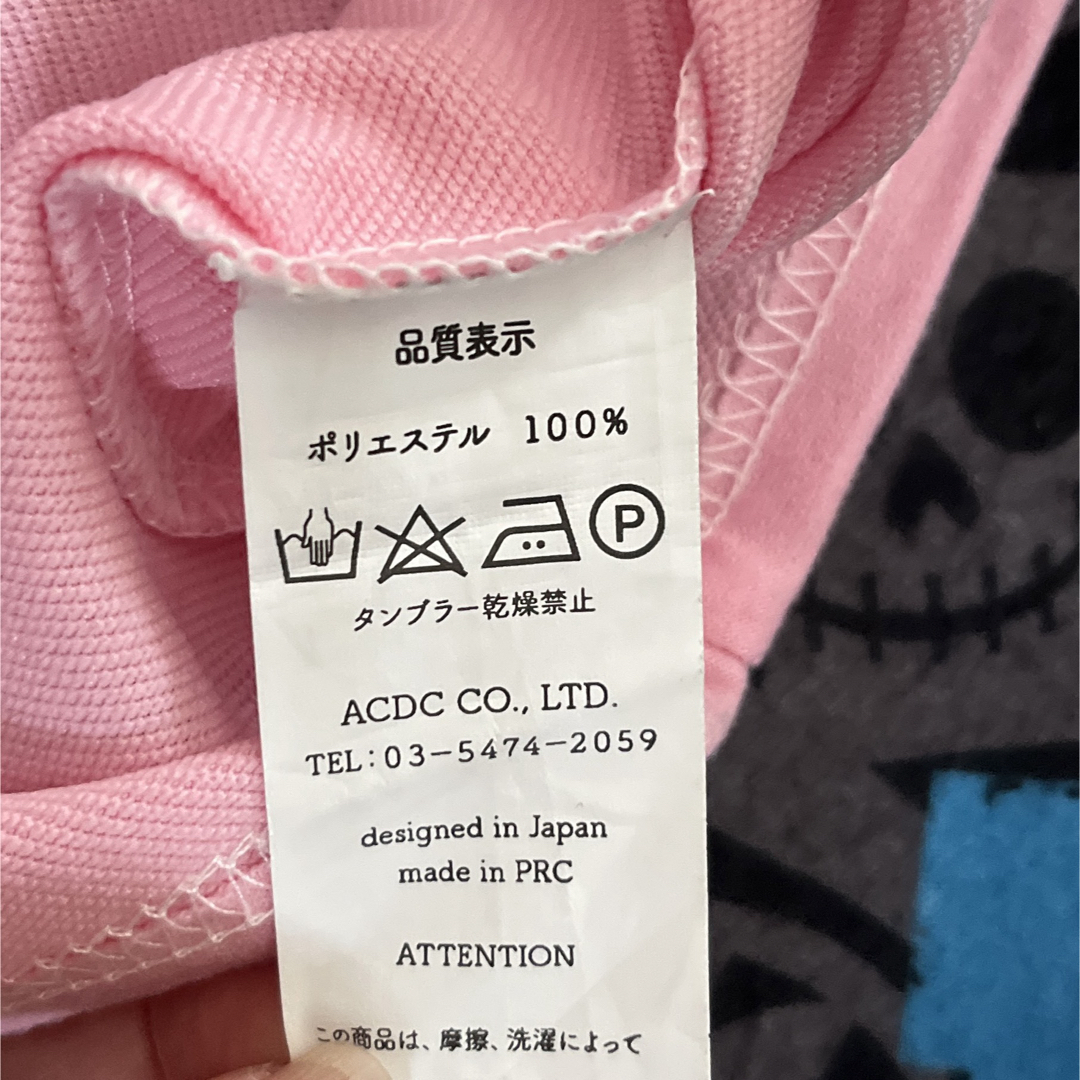 品質表示
ポリエステル 100%
P
タンブラー乾燥禁止
ACDC CO., LTD.
TEL:03-5474-2059
designed in Japan
made in PRC
ATTENTION
この商品は、摩擦、洗濯によって